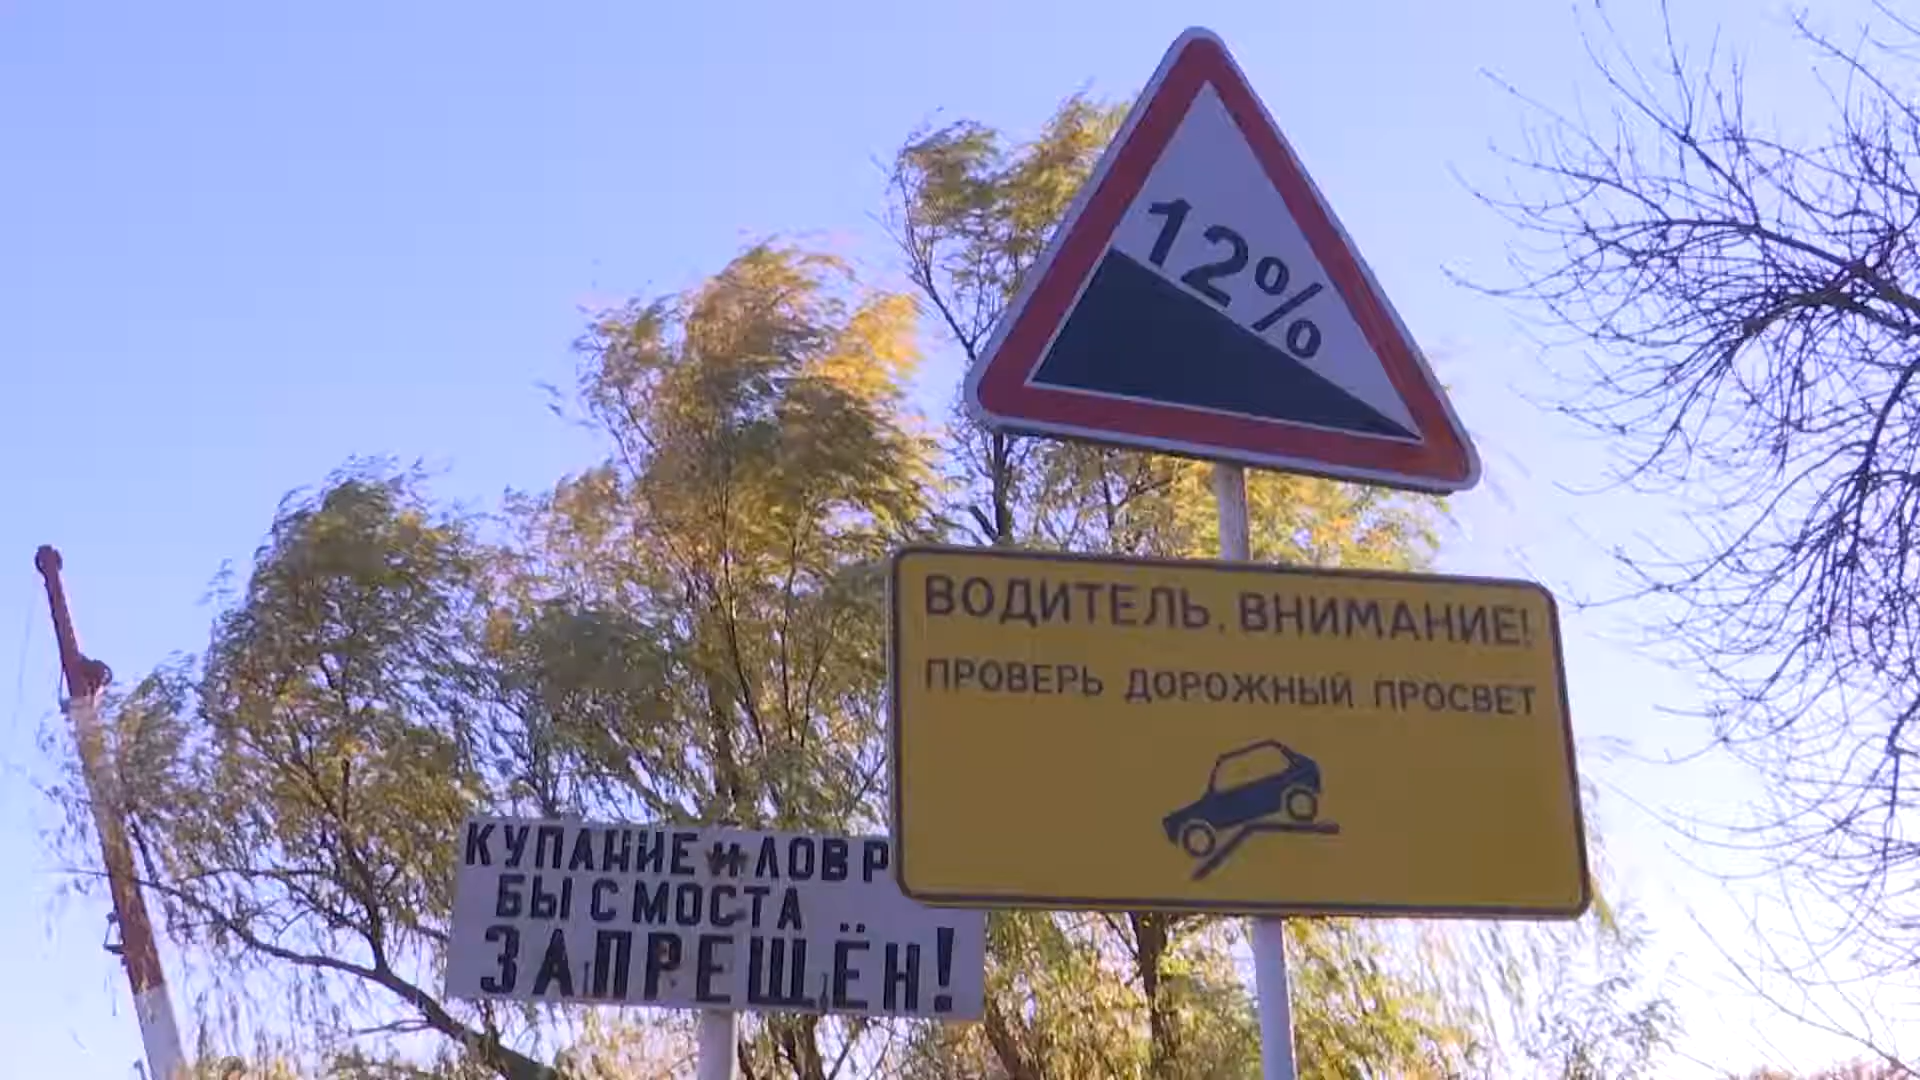 12%
ВОДИТЕЛЬ, ВНИМАНИЕ!
ПРОВЕРЬ ДОРОЖНЫЙ ПРОСВЕТ
КУПАНИЕ И ЛОВ Р
БЫ С МОСТА
ЗАПРЕЩЁН!